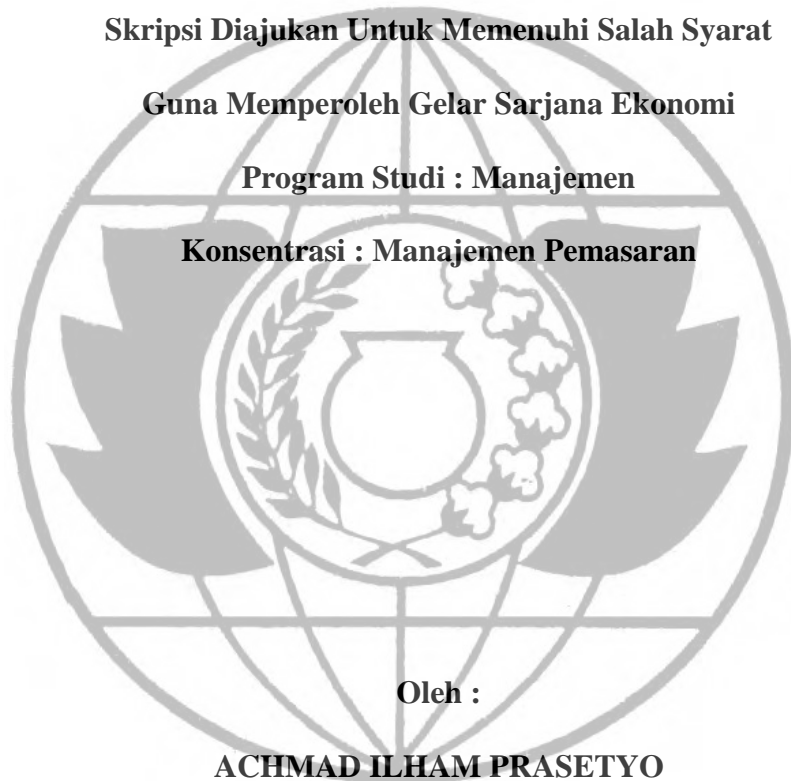 Skripsi Diajukan Untuk Memenuhi Salah Syarat
Guna Memperoleh Gelar Sarjana Ekonomi
Program Studi : Manajemen
Konsentrasi : Manajemen Pemasaran
Oleh :
ACHMAD ILHAM PRASETYO